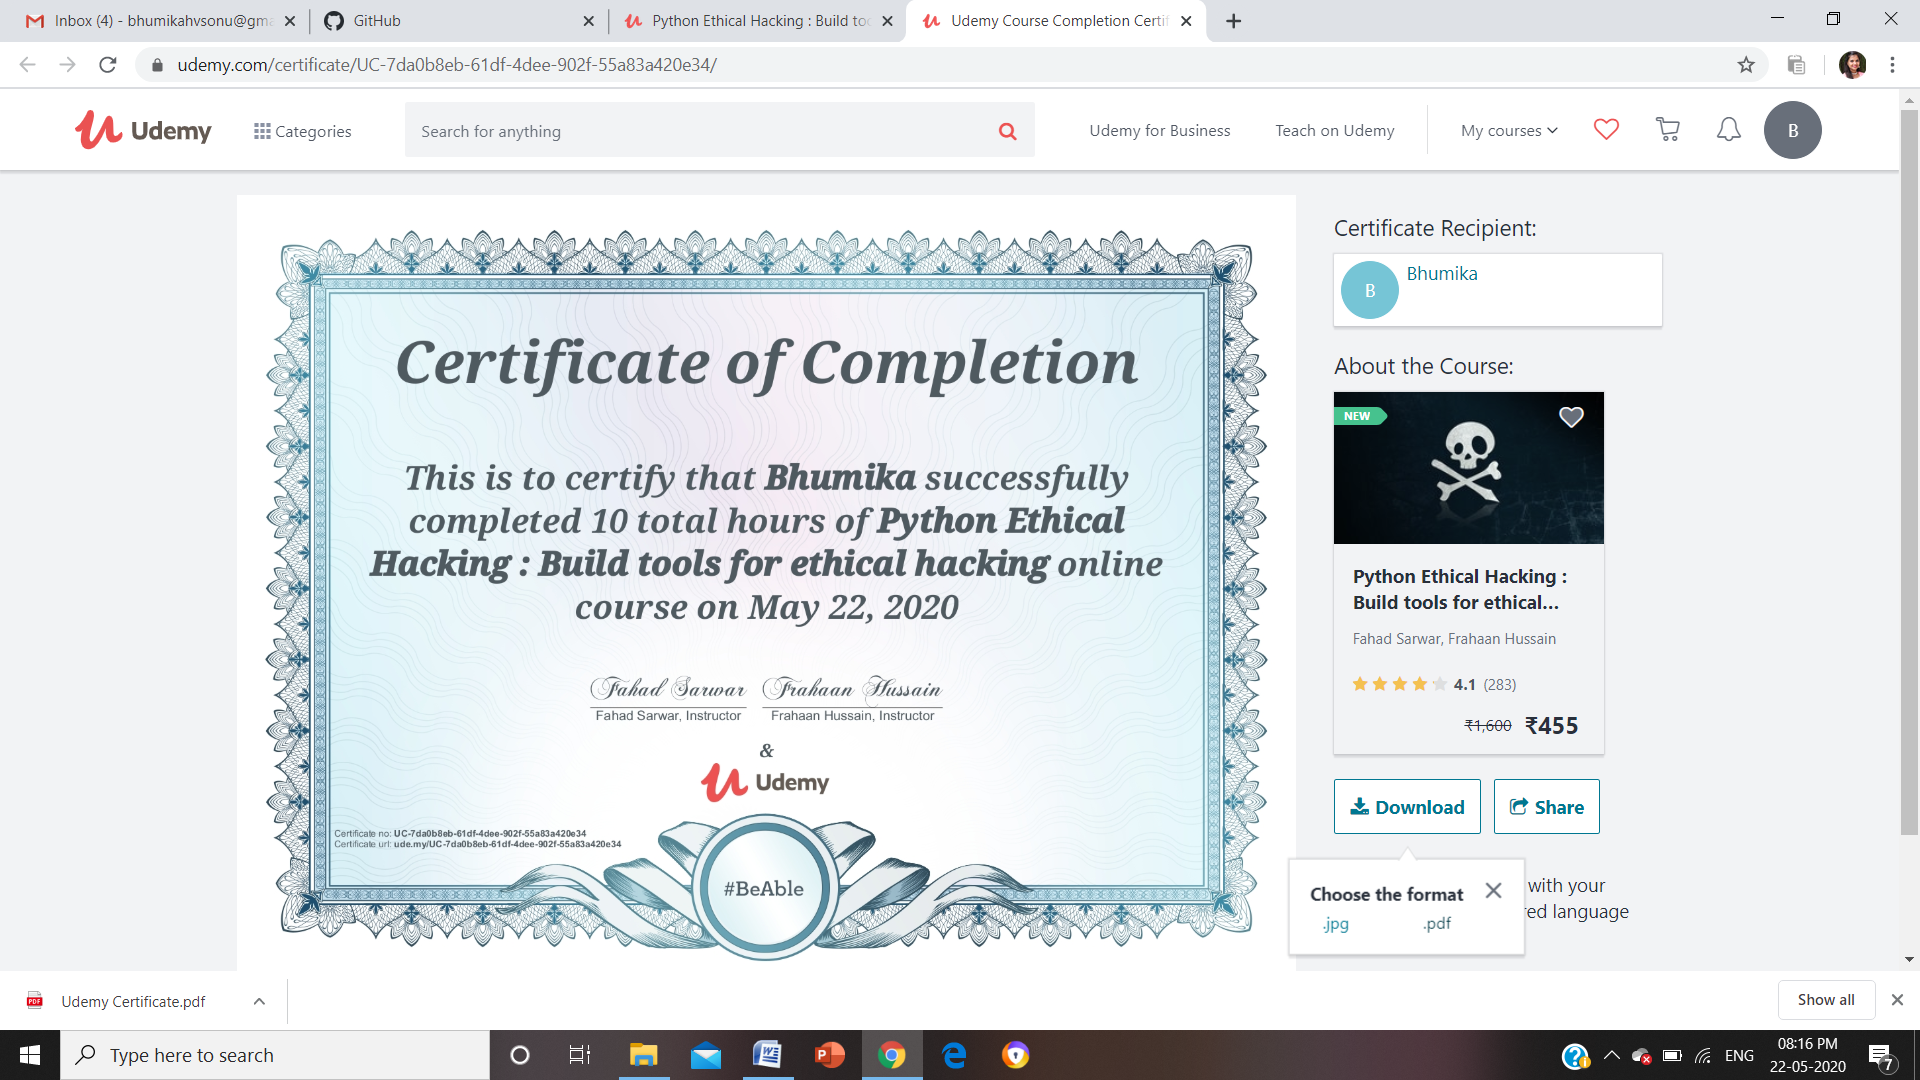 Inbox (4) - bhumikahvsonu@gma
GitHub
Python Ethical Hacking : Build too
Udemy Course Completion Certif
udemy.com/certificate/UC-7da0b8eb-61df-4dee-902f-55a83a420e34/
Udemy
Categories
Search for anything
Udemy for Business
Teach on Udemy
My courses
B
Certificate of Completion
This is to certify that Bhumika successfully
completed 10 total hours of Python Ethical
Hacking : Build tools for ethical hacking online
course on May 22, 2020
Fahad Sarwar Frahaan Hussain
Fahad Sarwar, Instructor Frahaan Hussain, Instructor
&
Udemy
Certificate no: UC-7da0b8eb-61df-4dee-902f-55a83a420e34
Certificate url: ude.my/UC-7da0b8eb-61df-4dee-902f-55a83a420e34
#BeAble
Certificate Recipient:
B
Bhumika
About the Course:
NEW
Python Ethical Hacking :
Build tools for ethical...
Fahad Sarwar, Frahaan Hussain
4.1 (283)
₹1,600 ₹455
Download
Share
Choose the format
.jpg .pdf
with your
red language
PDF
Udemy Certificate.pdf
Show all
Type here to search
ENG
08:16 PM
22-05-2020
7